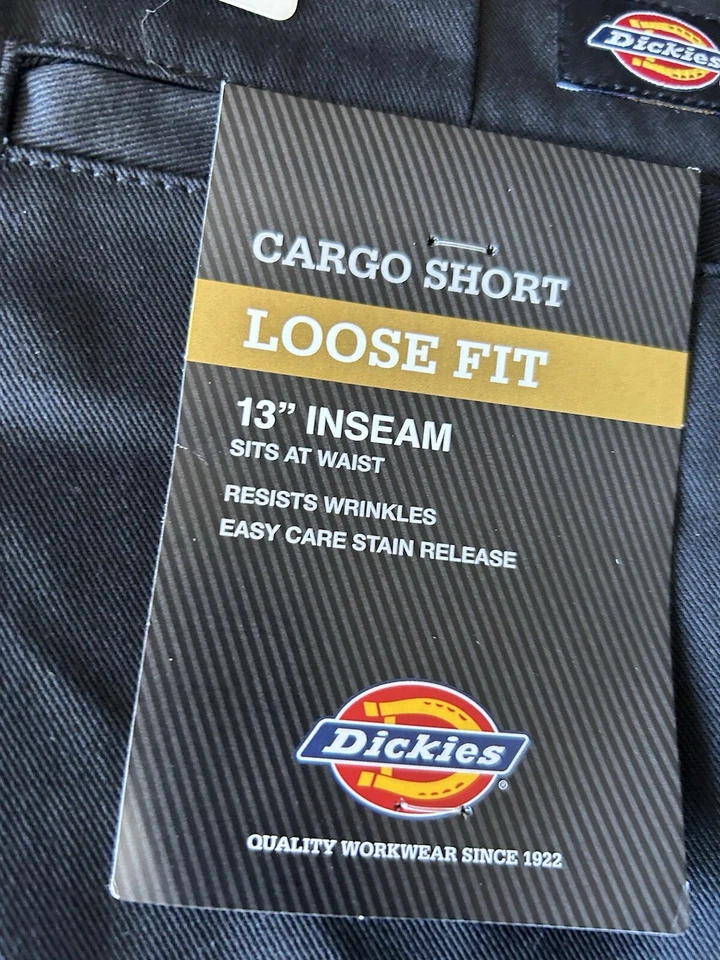 Dickies
CARGO SHORT
LOOSE FIT
13” INSEAM
SITS AT WAIST
RESISTS WRINKLES
EASY CARE STAIN RELEASE
Dickies®
QUALITY WORKWEAR SINCE 1922